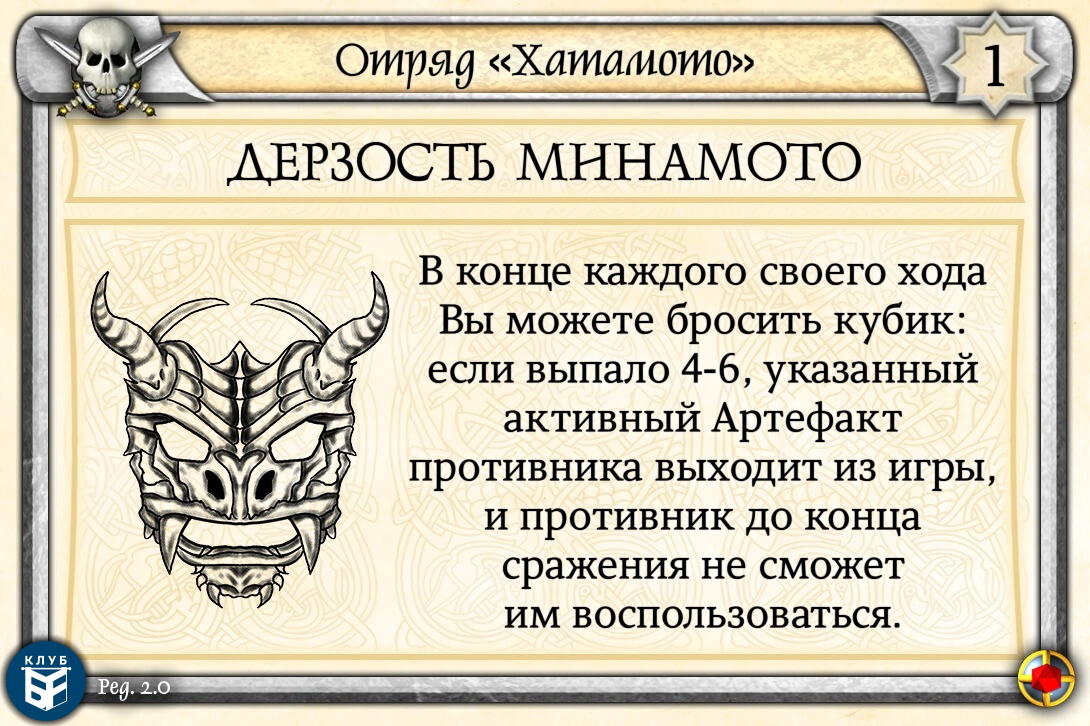 Отряд «Хатамото»
1
ДЕРЗОСТЬ МИНАМОТО
В конце каждого своего хода
Вы можете бросить кубик:
если выпало 4-6, указанный
активный Артефакт
противника выходит из игры,
и противник до конца
сражения не сможет
им воспользоваться.
КЛУБ
Ред. 2.0